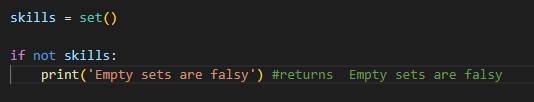 skills = set()
if not skills:
    print('Empty sets are falsy') #returns  Empty sets are falsy